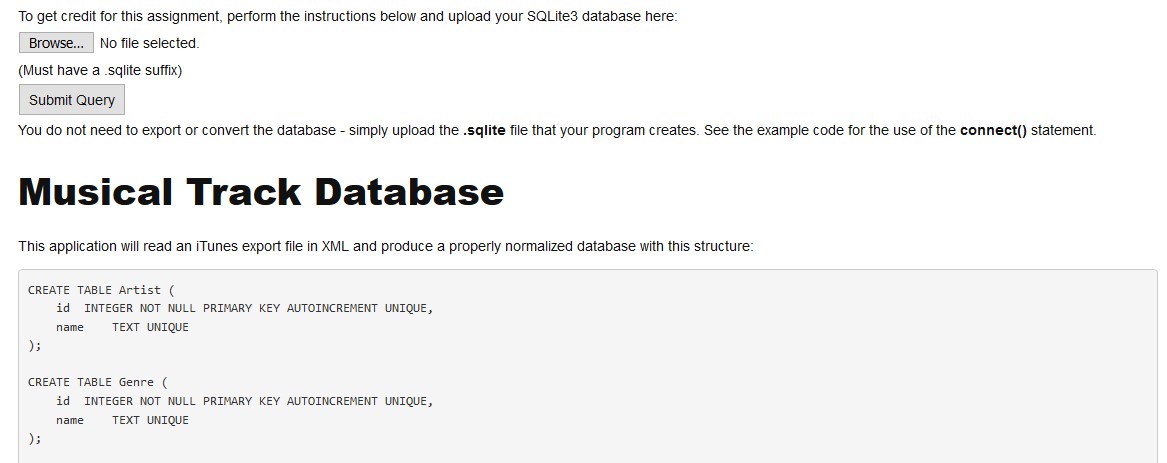 To get credit for this assignment, perform the instructions below and upload your SQLite3 database here:
Browse... No file selected.
(Must have a .sqlite suffix)
Submit Query
You do not need to export or convert the database - simply upload the .sqlite file that your program creates. See the example code for the use of the connect() statement.
Musical Track Database
This application will read an iTunes export file in XML and produce a properly normalized database with this structure:
CREATE TABLE Artist (
    id  INTEGER NOT NULL PRIMARY KEY AUTOINCREMENT UNIQUE,
    name    TEXT UNIQUE
);
CREATE TABLE Genre (
    id  INTEGER NOT NULL PRIMARY KEY AUTOINCREMENT UNIQUE,
    name    TEXT UNIQUE
);